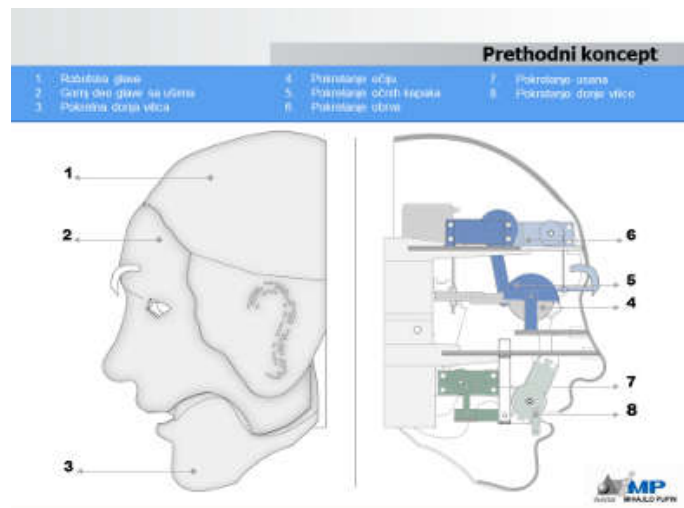 Prethodni koncept
1 Robotska glava
2 Gornji deo glave sa ušima
3 Pokretna donja vilica
4 Pokretanje očiju
5 Pokretanje očnih kapaka
6 Pokretanje obrva
7 Pokretanje usana
8 Pokretanje donje vilice
1
2
3
6
5
4
7
8
MP
MIHAJLO PUPIN